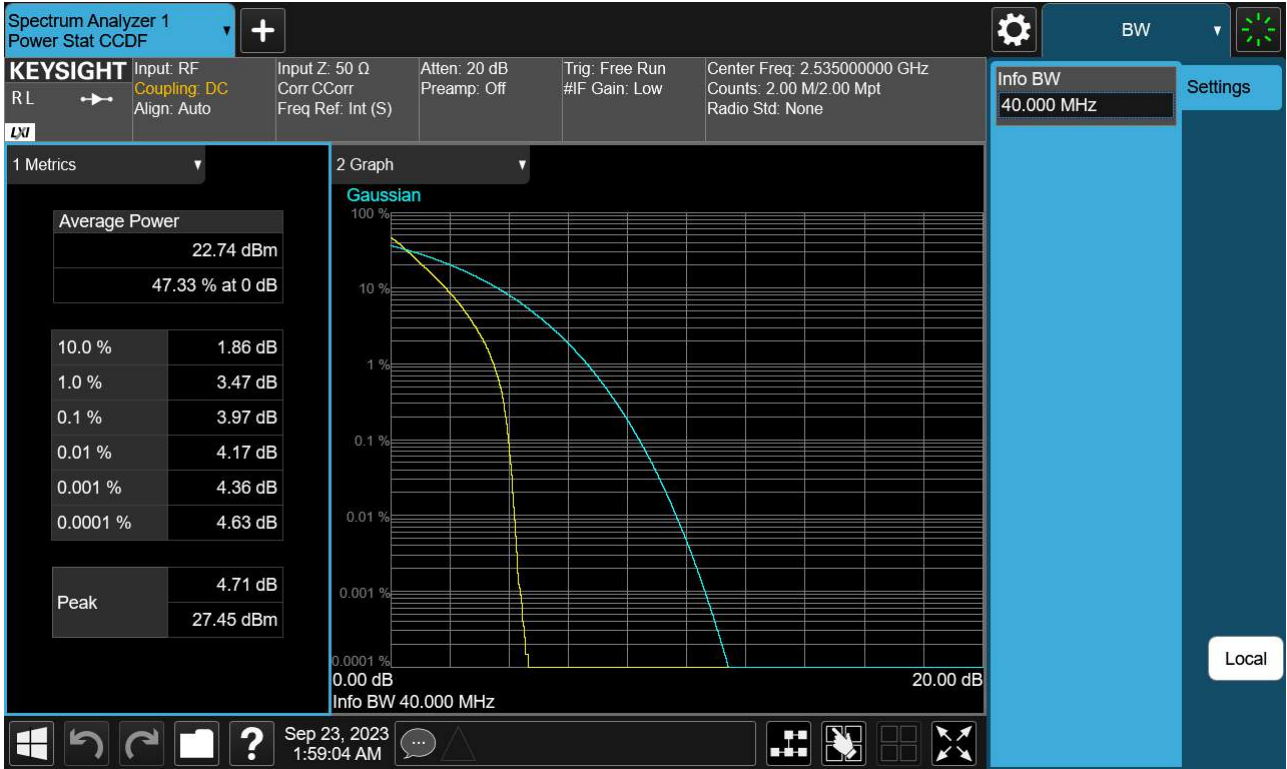 Spectrum Analyzer 1
Power Stat CCDF
BW
KEYSIGHT
R L
LXI
Input: RF
Coupling: DC
Align: Auto
Input Z: 50 Ω
Corr CCorr
Freq Ref: Int (S)
Atten: 20 dB
Preamp: Off
Trig: Free Run
#IF Gain: Low
Center Freq: 2.535000000 GHz
Counts: 2.00 M/2.00 Mpt
Radio Std: None
Info BW
40.000 MHz
Settings
1 Metrics
Average Power
22.74 dBm
47.33 % at 0 dB
10.0 % 1.86 dB
1.0 % 3.47 dB
0.1 % 3.97 dB
0.01 % 4.17 dB
0.001 % 4.36 dB
0.0001 % 4.63 dB
Peak
4.71 dB
27.45 dBm
2 Graph
Gaussian
100 %
10 %
1 %
0.1 %
0.01 %
0.001 %
0.0001 %
0.00 dB 20.00 dB
Info BW 40.000 MHz
Local
?
Sep 23, 2023
1:59:04 AM